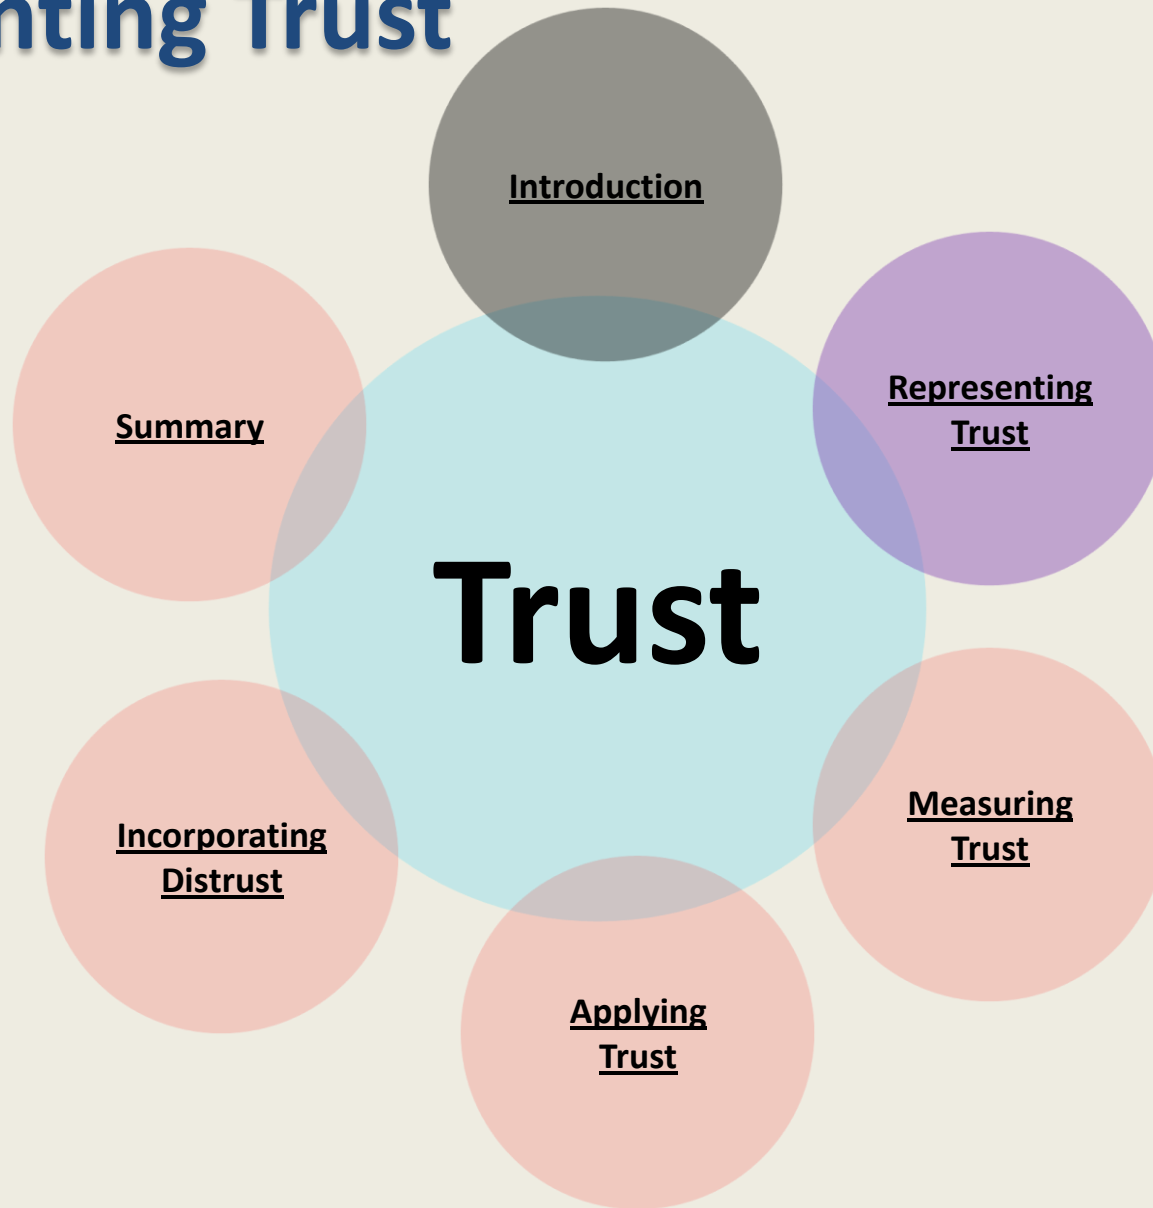 nting Trust
Introduction
Representing
Trust
Summary
Trust
Measuring
Trust
Incorporating
Distrust
Applying
Trust